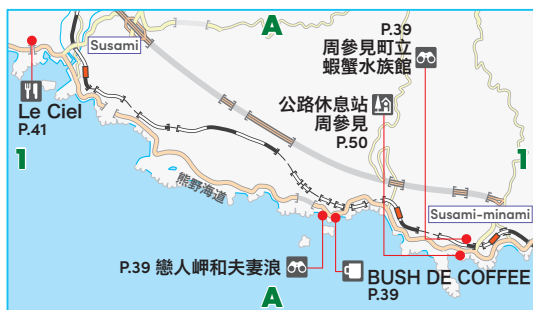 A
P.39
周參見町立
蝦蟹水族館
Susami
公路休息站
周參見
P.50
Le Ciel
P.41
1
1
熊野海道
Susami-minami
P.39 戀人岬和夫妻浪
BUSH DE COFFEE
P.39
A